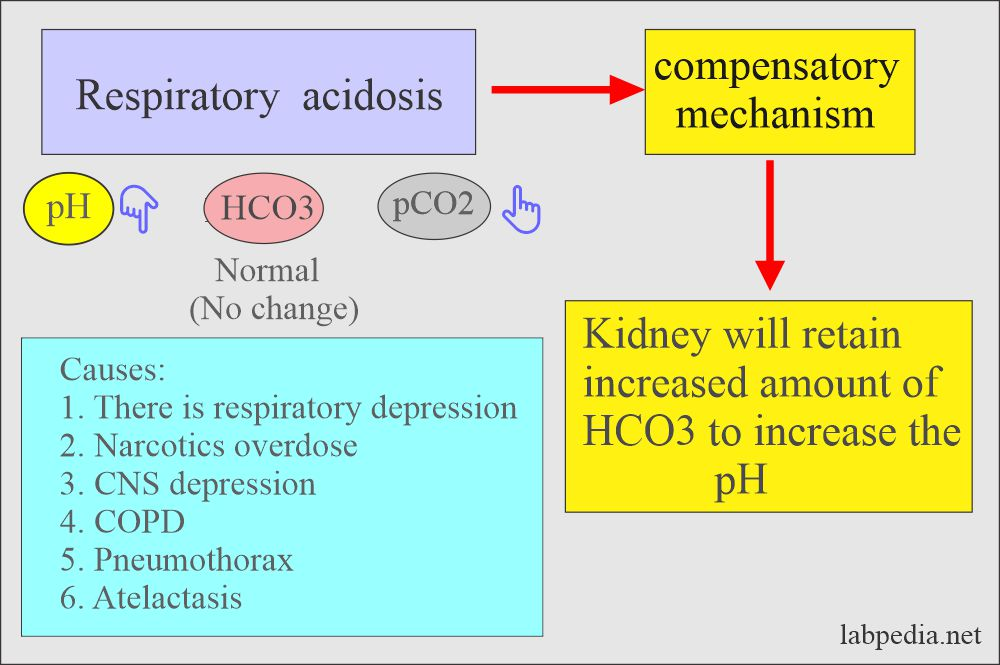 Respiratory acidosis
compensatory
mechanism
pH
HCO3
pCO2
Normal
(No change)
Causes:
1. There is respiratory depression
2. Narcotics overdose
3. CNS depression
4. COPD
5. Pneumothorax
6. Atelactasis
Kidney will retain
increased amount of
HCO3 to increase the
pH
labpedia.net